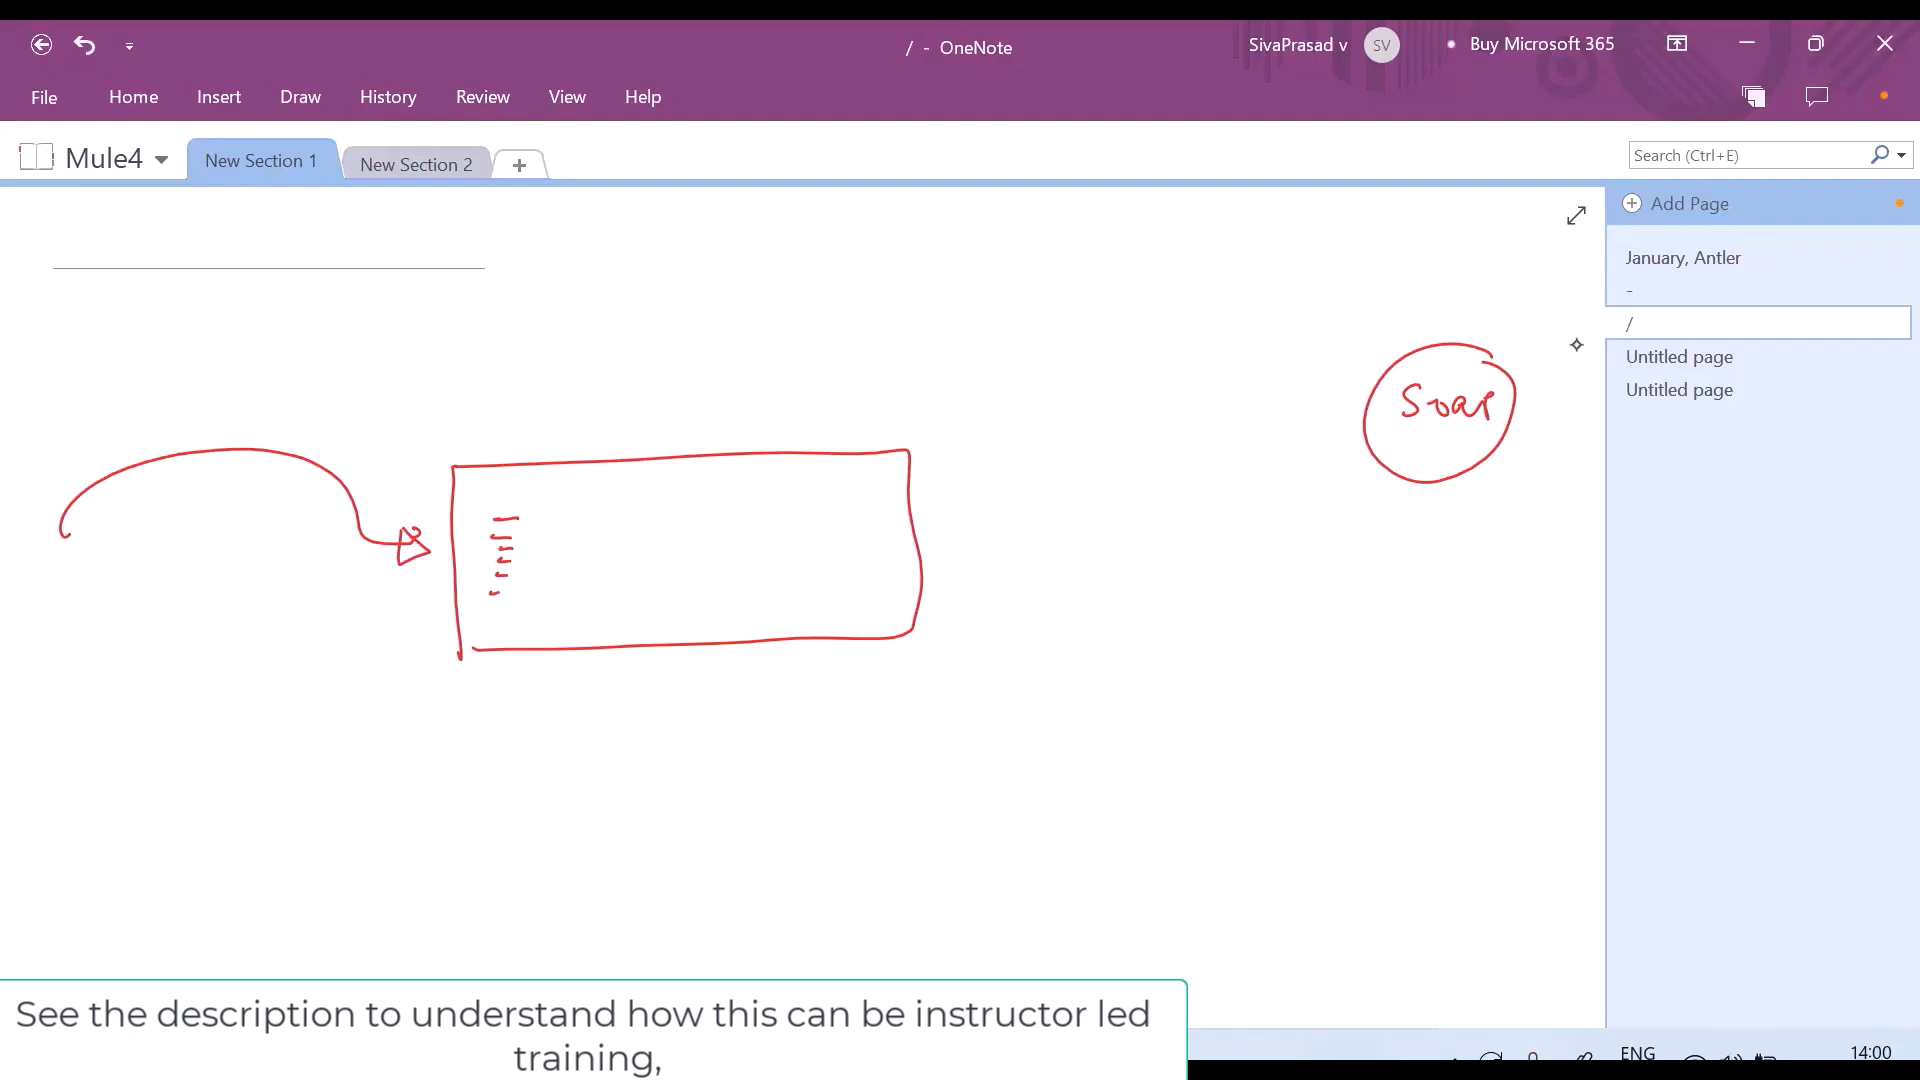 / - OneNote
SivaPrasad v
SV
Buy Microsoft 365
File
Home
Insert
Draw
History
Review
View
Help
Mule4
New Section 1
New Section 2
Search (Ctrl+E)
Add Page
January, Antler
-
/
Untitled page
Untitled page
Soap
See the description to understand how this can be instructor led
training,
ENG
14:00